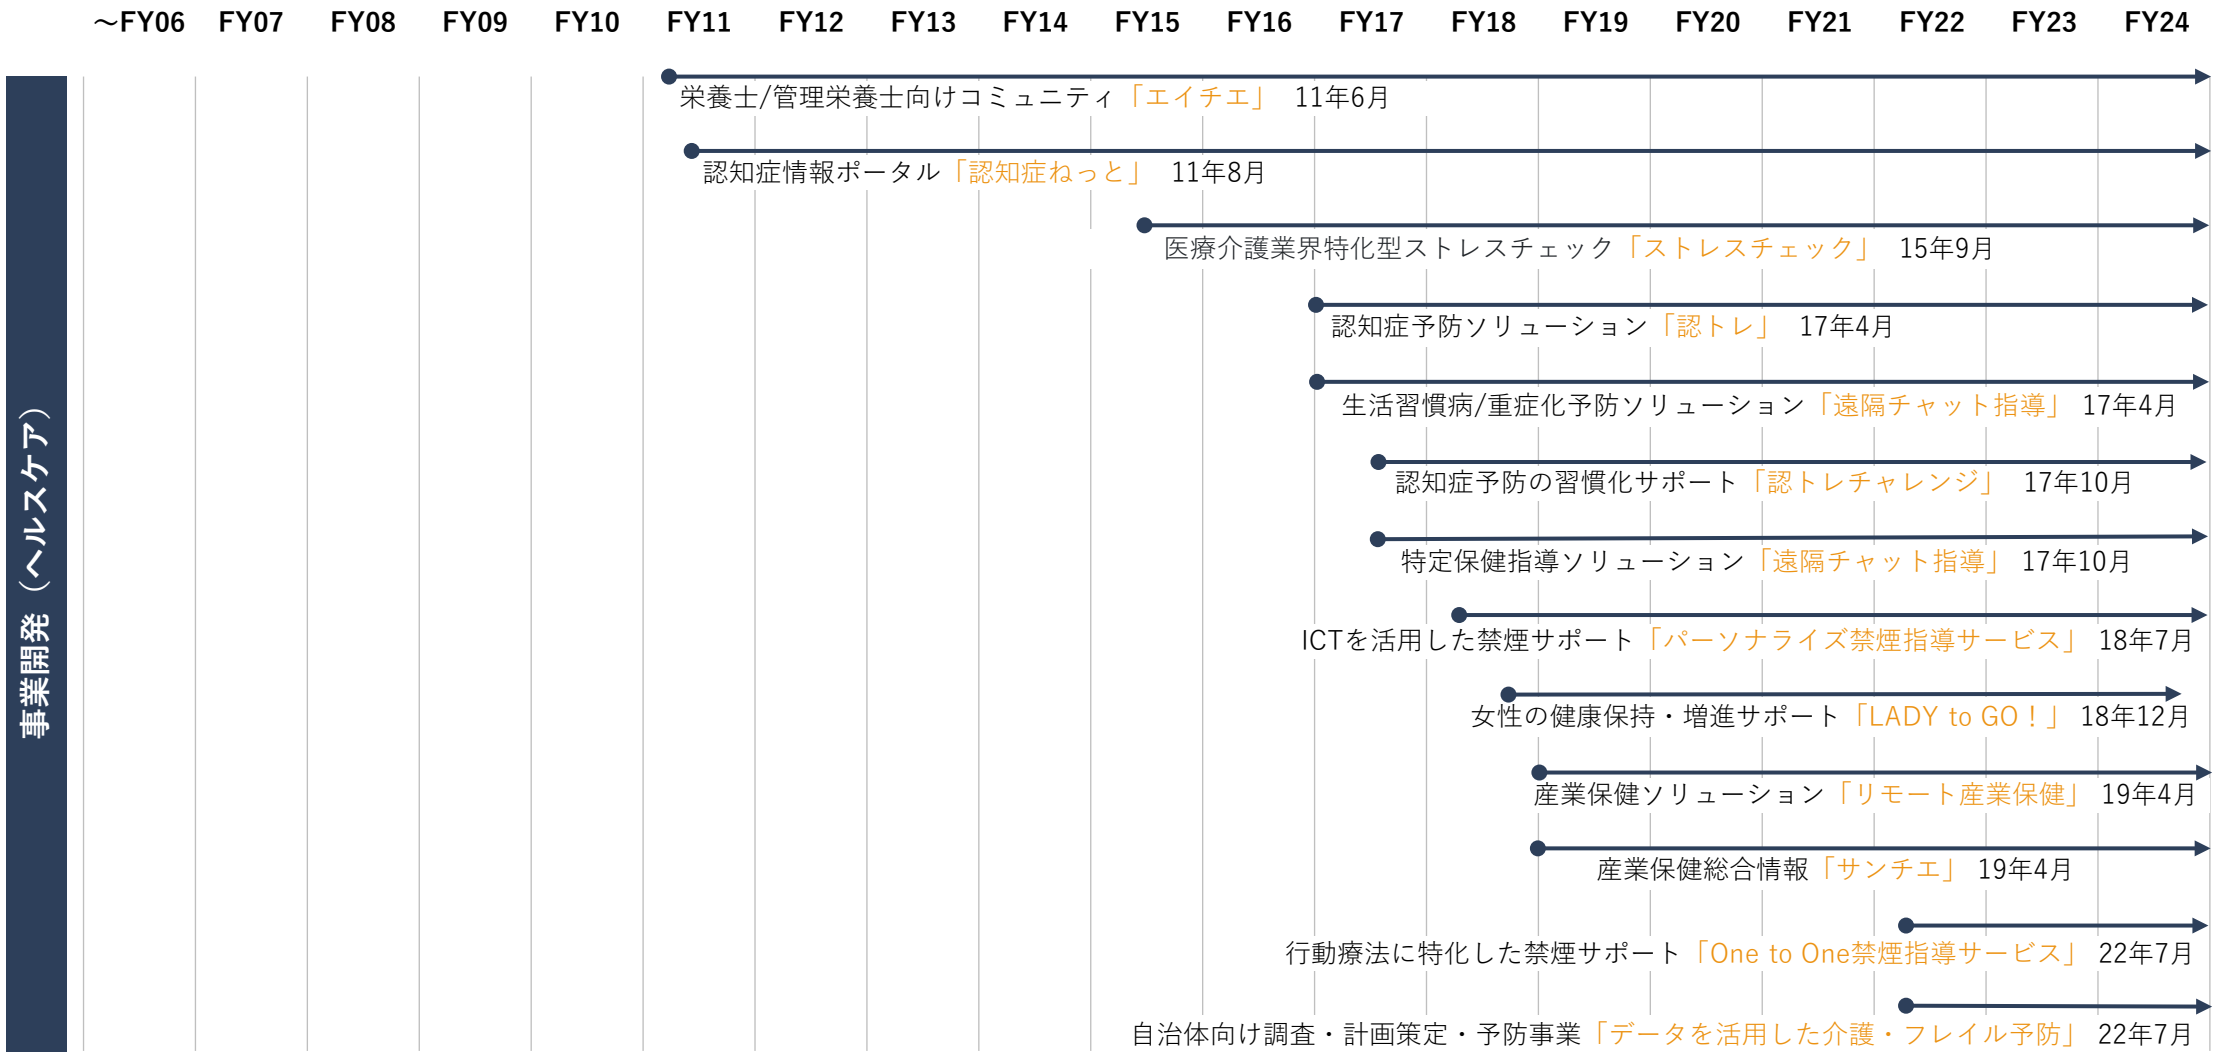 ～FY06 FY07 FY08 FY09 FY10 FY11 FY12 FY13 FY14 FY15 FY16 FY17 FY18 FY19 FY20 FY21 FY22 FY23 FY24
事業開発（ヘルスケア）
栄養士/管理栄養士向けコミュニティ「エイチエ」 11年6月
認知症情報ポータル「認知症ねっと」 11年8月
医療介護業界特化型ストレスチェック「ストレスチェック」 15年9月
認知症予防ソリューション「認トレ」 17年4月
生活習慣病/重症化予防ソリューション「遠隔チャット指導」 17年4月
認知症予防の習慣化サポート「認トレチャレンジ」 17年10月
特定保健指導ソリューション「遠隔チャット指導」 17年10月
ICTを活用した禁煙サポート「パーソナライズ禁煙指導サービス」 18年7月
女性の健康保持・増進サポート「LADY to GO！」 18年12月
産業保健ソリューション「リモート産業保健」 19年4月
産業保健総合情報「サンチエ」 19年4月
行動療法に特化した禁煙サポート「One to One禁煙指導サービス」 22年7月
自治体向け調査・計画策定・予防事業「データを活用した介護・フレイル予防」 22年7月